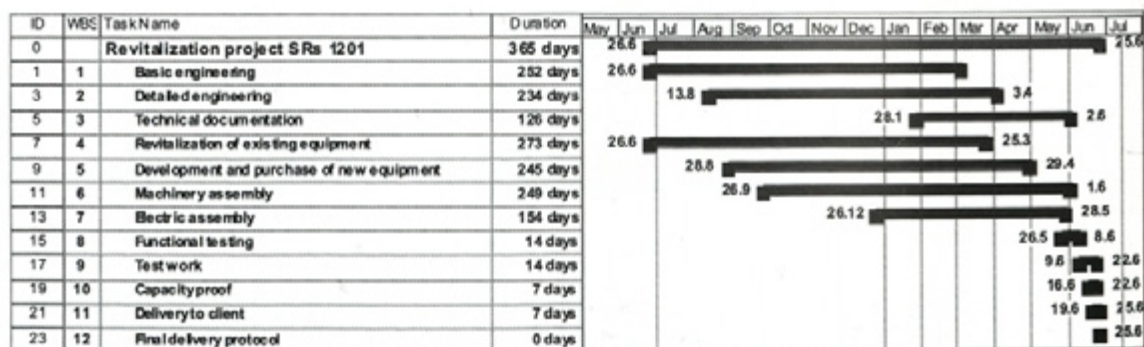 ID WBS Task Name Duration May Jun Jul Aug Sep Oct Nov Dec Jan Feb Mar Apr May Jun Jul
0 Revitalization project SRs 1201 365 days 26.6 25.6
1 1 Basic engineering 252 days 26.6
3 2 Detailed engineering 234 days 13.8 3.4
5 3 Technical documentation 126 days 28.1 2.6
7 4 Revitalization of existing equipment 273 days 26.6 25.3
9 5 Development and purchase of new equipment 245 days 28.8 29.4
11 6 Machinery assembly 249 days 26.9 1.6
13 7 Electric assembly 154 days 26.12 28.5
15 8 Functional testing 14 days 26.5 8.6
17 9 Test work 14 days 9.6 22.6
19 10 Capacity proof 7 days 16.6 22.6
21 11 Delivery to client 7 days 19.6 25.6
23 12 Final delivery protocol 0 days 25.6